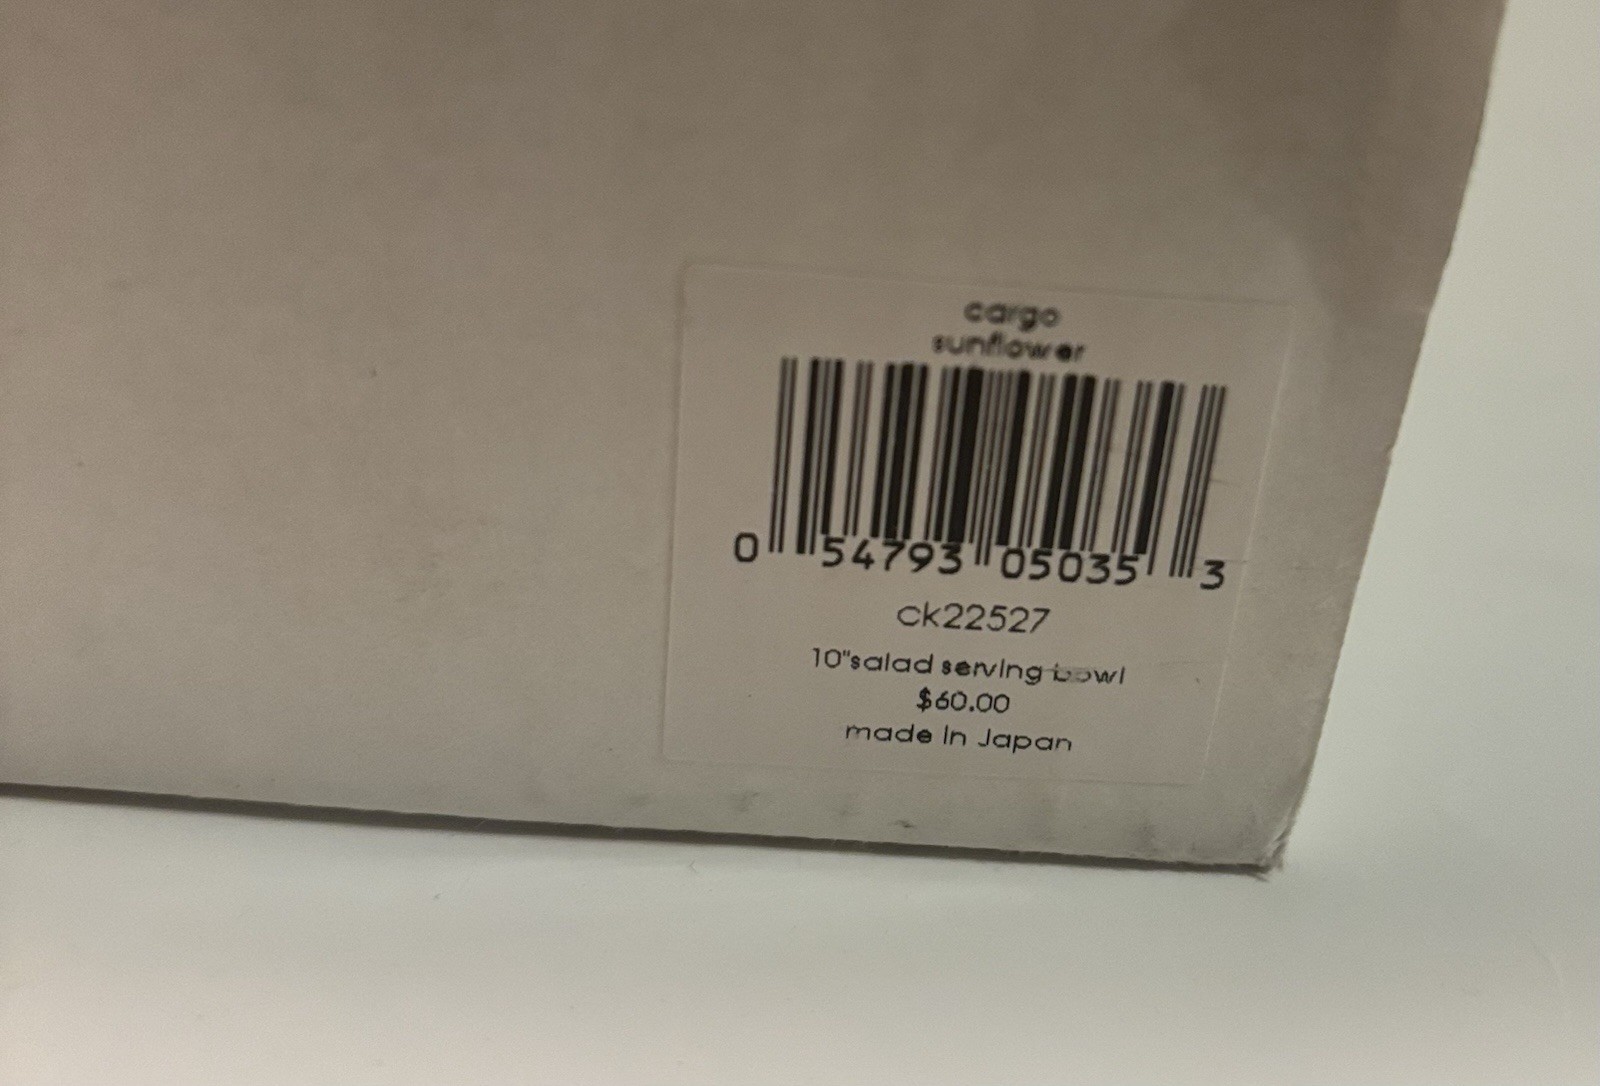 cargo
sunflower
0 54793 05035 3
ck22527
10"salad serving bowl
$60.00
made in Japan